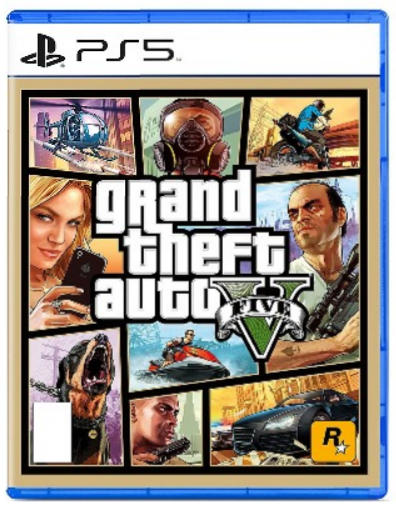 PS5
grand
theft
auto
V
FIVE
R